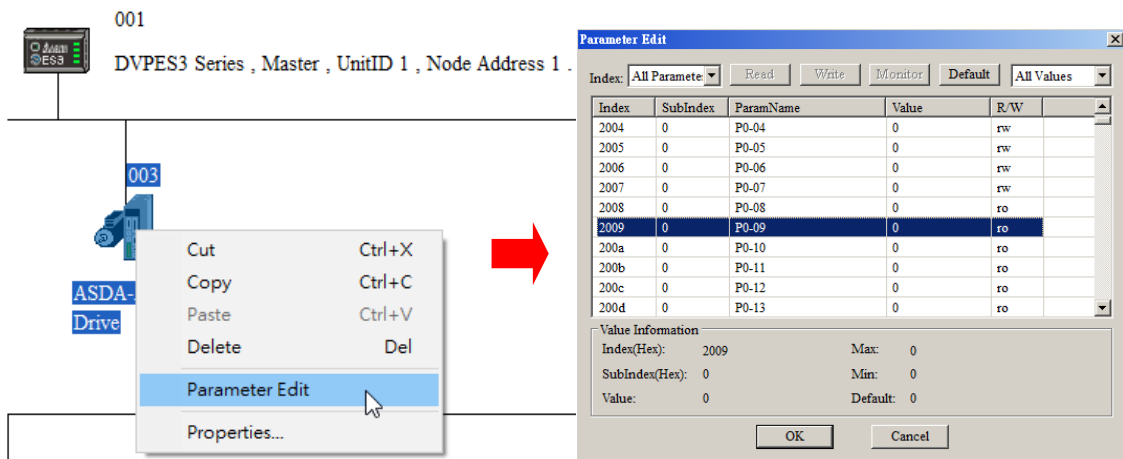 001
DVPES3 Series , Master , UnitID 1 , Node Address 1 .
ES3
003
ASDA-
Drive
Cut Ctrl+X
Copy Ctrl+C
Paste Ctrl+V
Delete Del
Parameter Edit
Properties...
Parameter Edit
Index: All Paramete Read Write Monitor Default All Values
Index SubIndex ParamName Value R/W
2004 0 P0-04 0 rw
2005 0 P0-05 0 rw
2006 0 P0-06 0 rw
2007 0 P0-07 0 rw
2008 0 P0-08 0 ro
2009 0 P0-09 0 ro
200a 0 P0-10 0 ro
200b 0 P0-11 0 ro
200c 0 P0-12 0 ro
200d 0 P0-13 0 ro
Value Information
Index(Hex): 2009 Max: 0
SubIndex(Hex): 0 Min: 0
Value: 0 Default: 0
OK Cancel